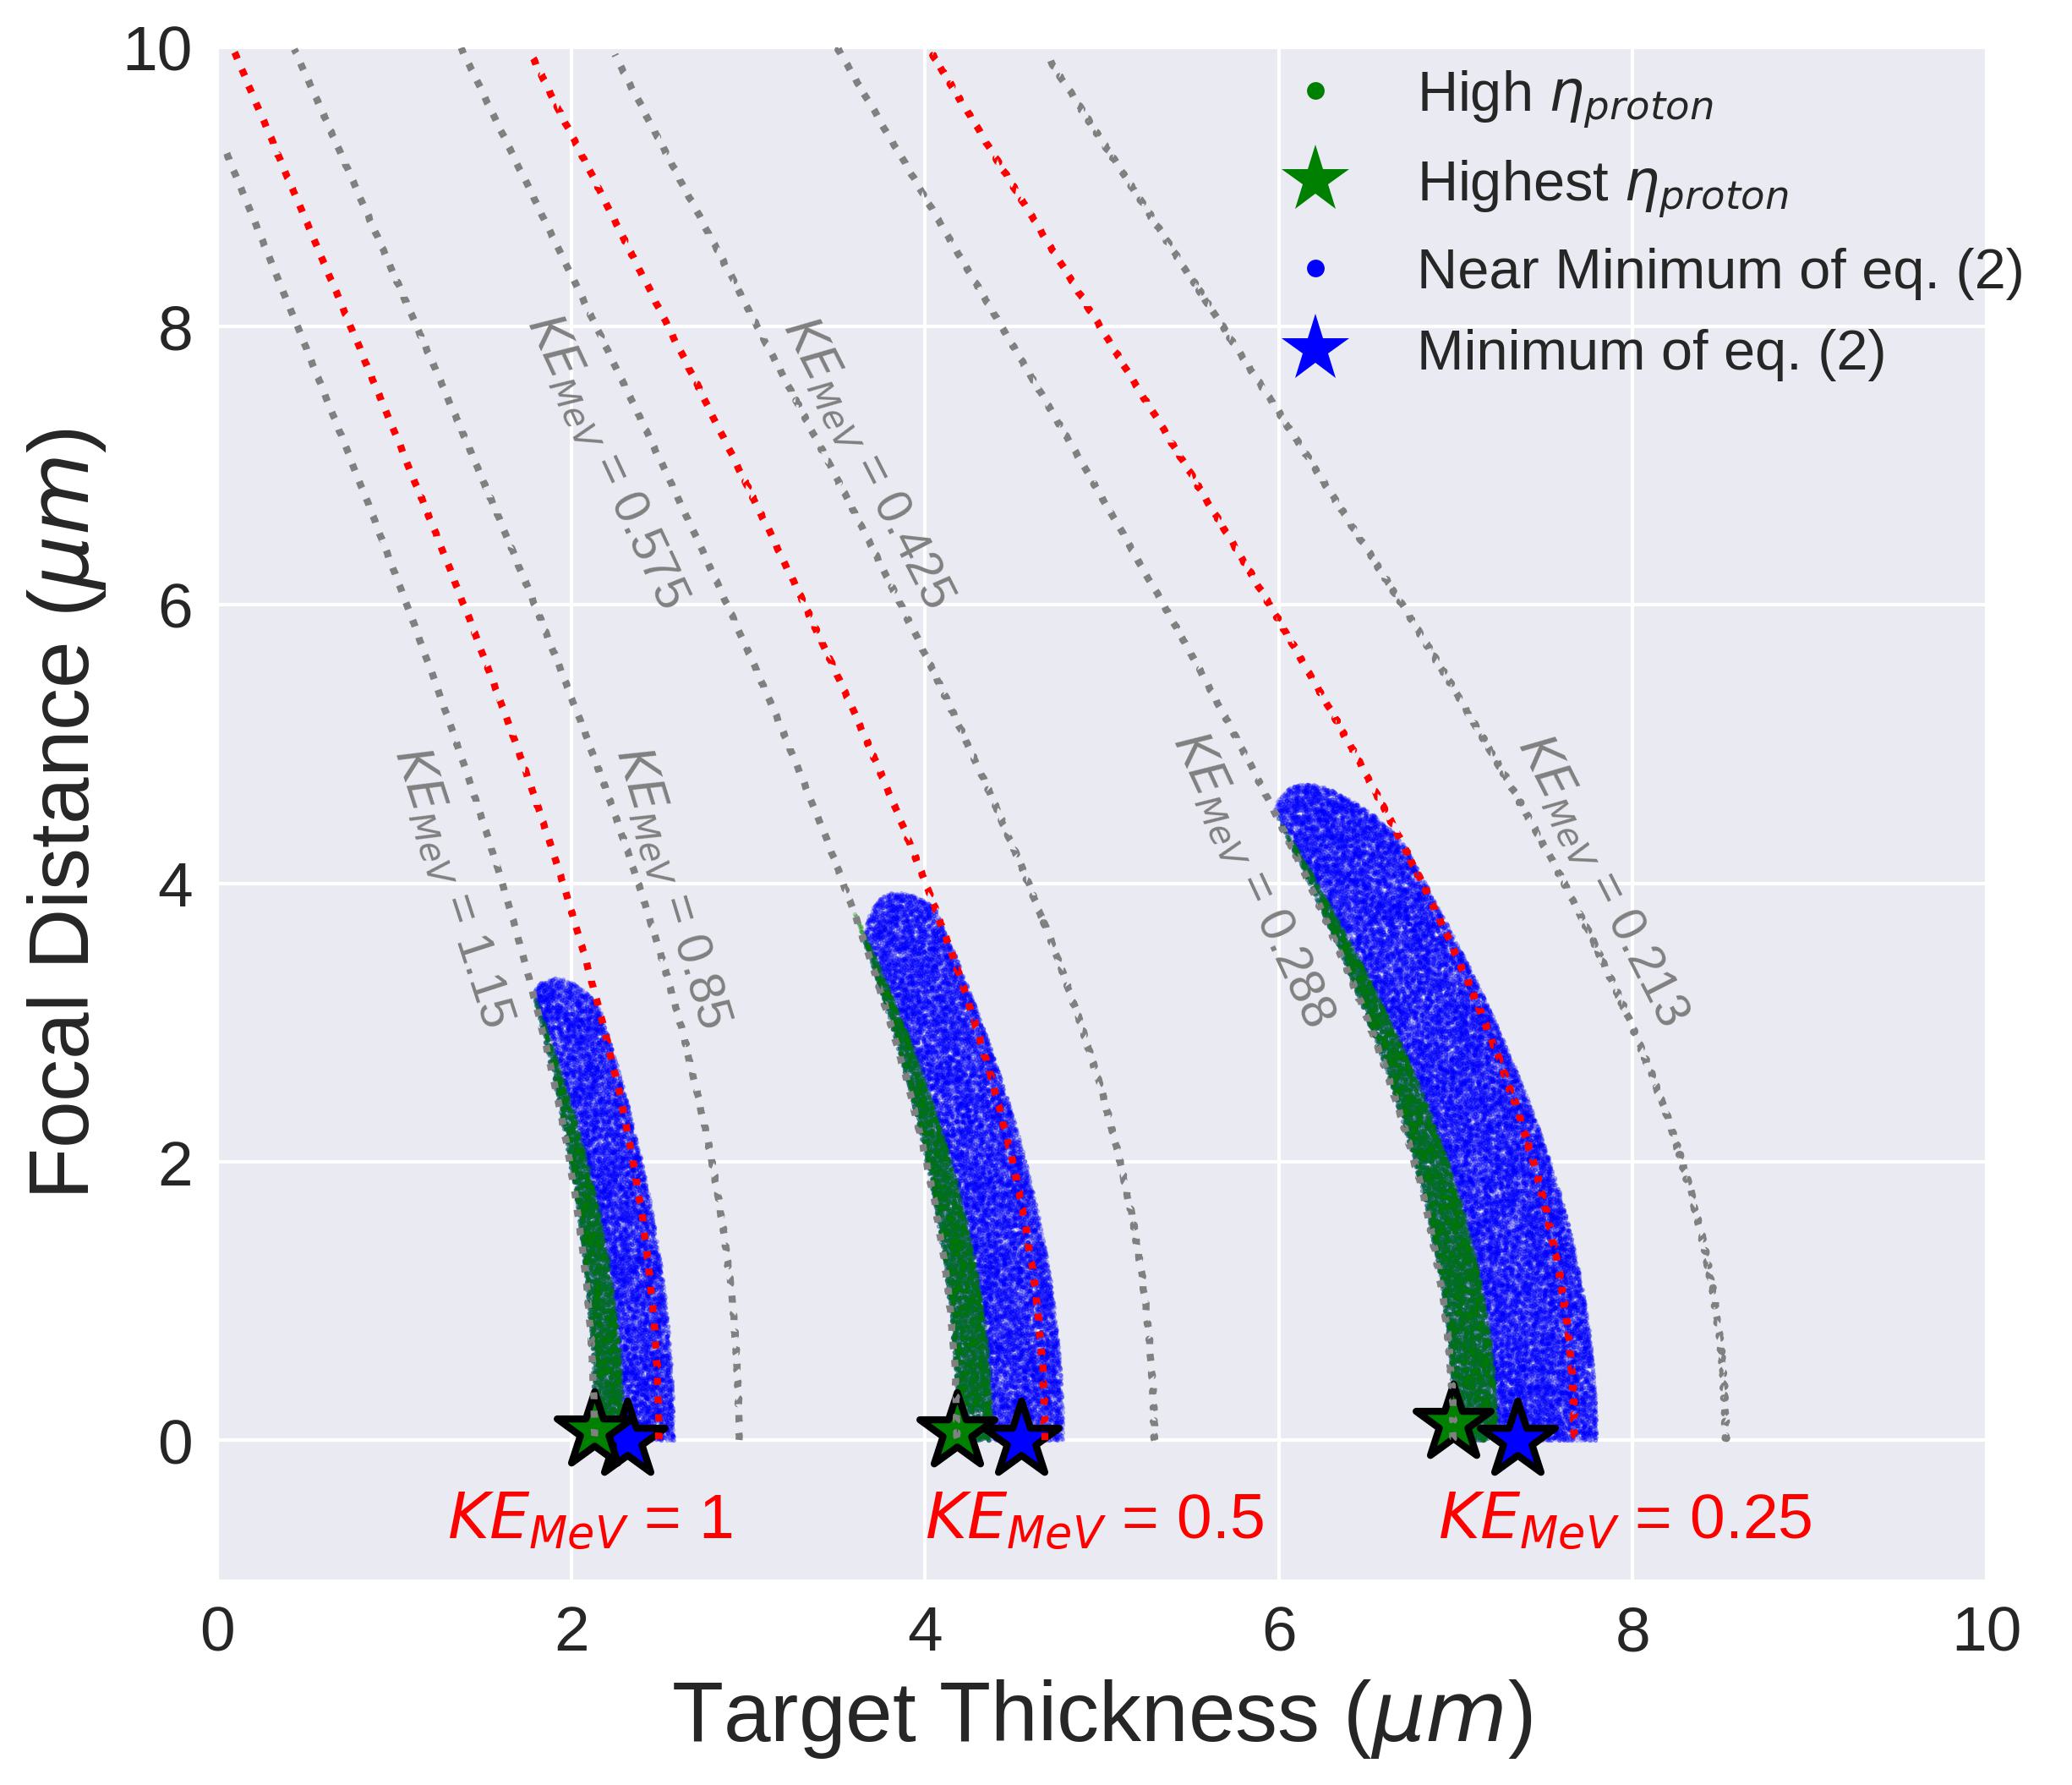 High η_proton
Highest η_proton
Near Minimum of eq. (2)
Minimum of eq. (2)
10
8
6
4
2
0
Focal Distance (μm)
KE_MeV = 0.575
KE_MeV = 0.425
KE_MeV = 1.15
KE_MeV = 0.85
KE_MeV = 0.288
KE_MeV = 0.213
KE_MeV = 1
KE_MeV = 0.5
KE_MeV = 0.25
0 2 4 6 8 10
Target Thickness (μm)